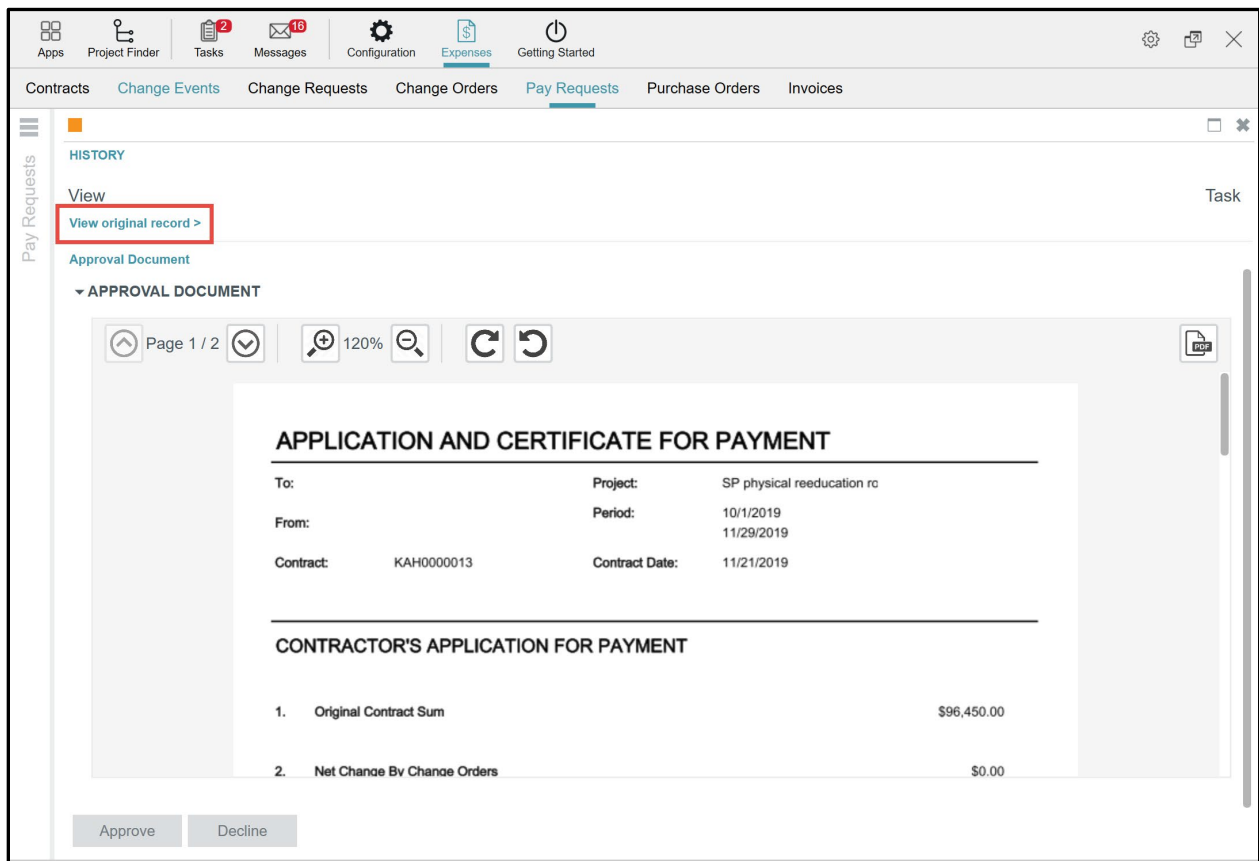 2 16
Apps Project Finder Tasks Messages Configuration Expenses Getting Started
Contracts Change Events Change Requests Change Orders Pay Requests Purchase Orders Invoices
Pay Requests
HISTORY
View Task
View original record >
Approval Document
APPROVAL DOCUMENT
Page 1 / 2 120% PDF
APPLICATION AND CERTIFICATE FOR PAYMENT
To: Project: SP physical reeducation rc
From: Period: 10/1/2019
11/29/2019
Contract: KAH0000013 Contract Date: 11/21/2019
CONTRACTOR'S APPLICATION FOR PAYMENT
1. Original Contract Sum $96,450.00
2. Net Change By Change Orders $0.00
Approve Decline